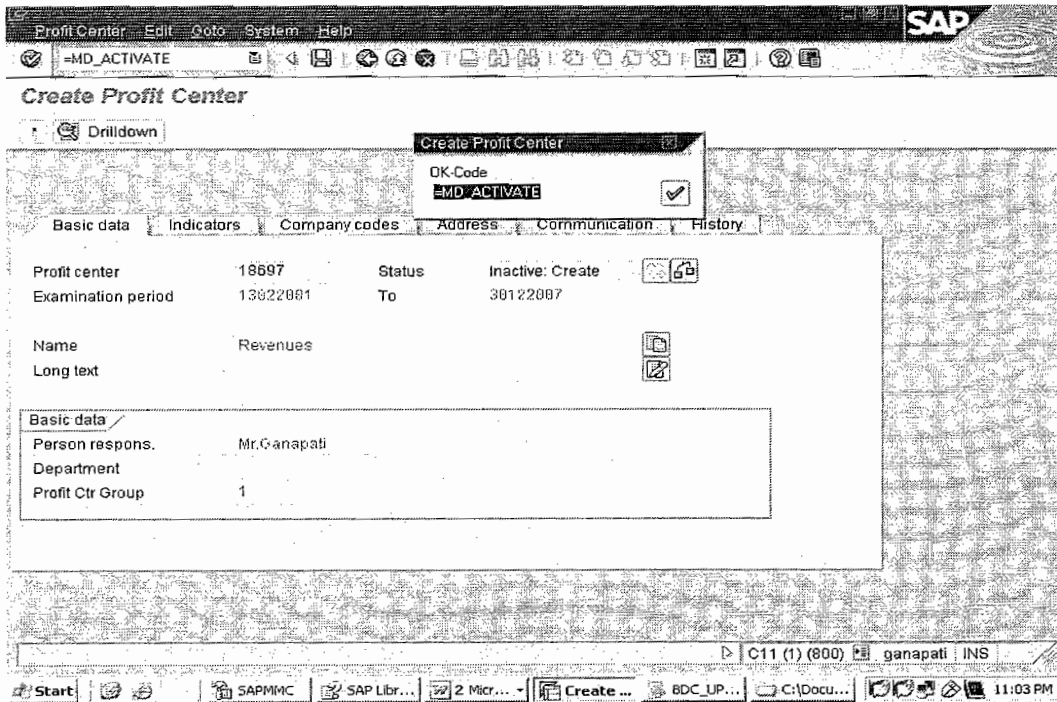 SAP
Profit Center Edit Goto System Help
=MD_ACTIVATE
Create Profit Center
Drilldown
Create Profit Center
OK-Code
=MD_ACTIVATE
Basic data Indicators Company codes Address Communication History
Profit center 18697 Status Inactive: Create
Examination period To
Name Revenues
Long text
Basic data
Person respons. Mr.Ganapati
Department
Profit Ctr Group 1
C11 (1) (800) ganapati INS
Start SAPMMC SAP Libr... 2 Micr... Create ... BDC_UP... C:\Docu... 11:03 PM